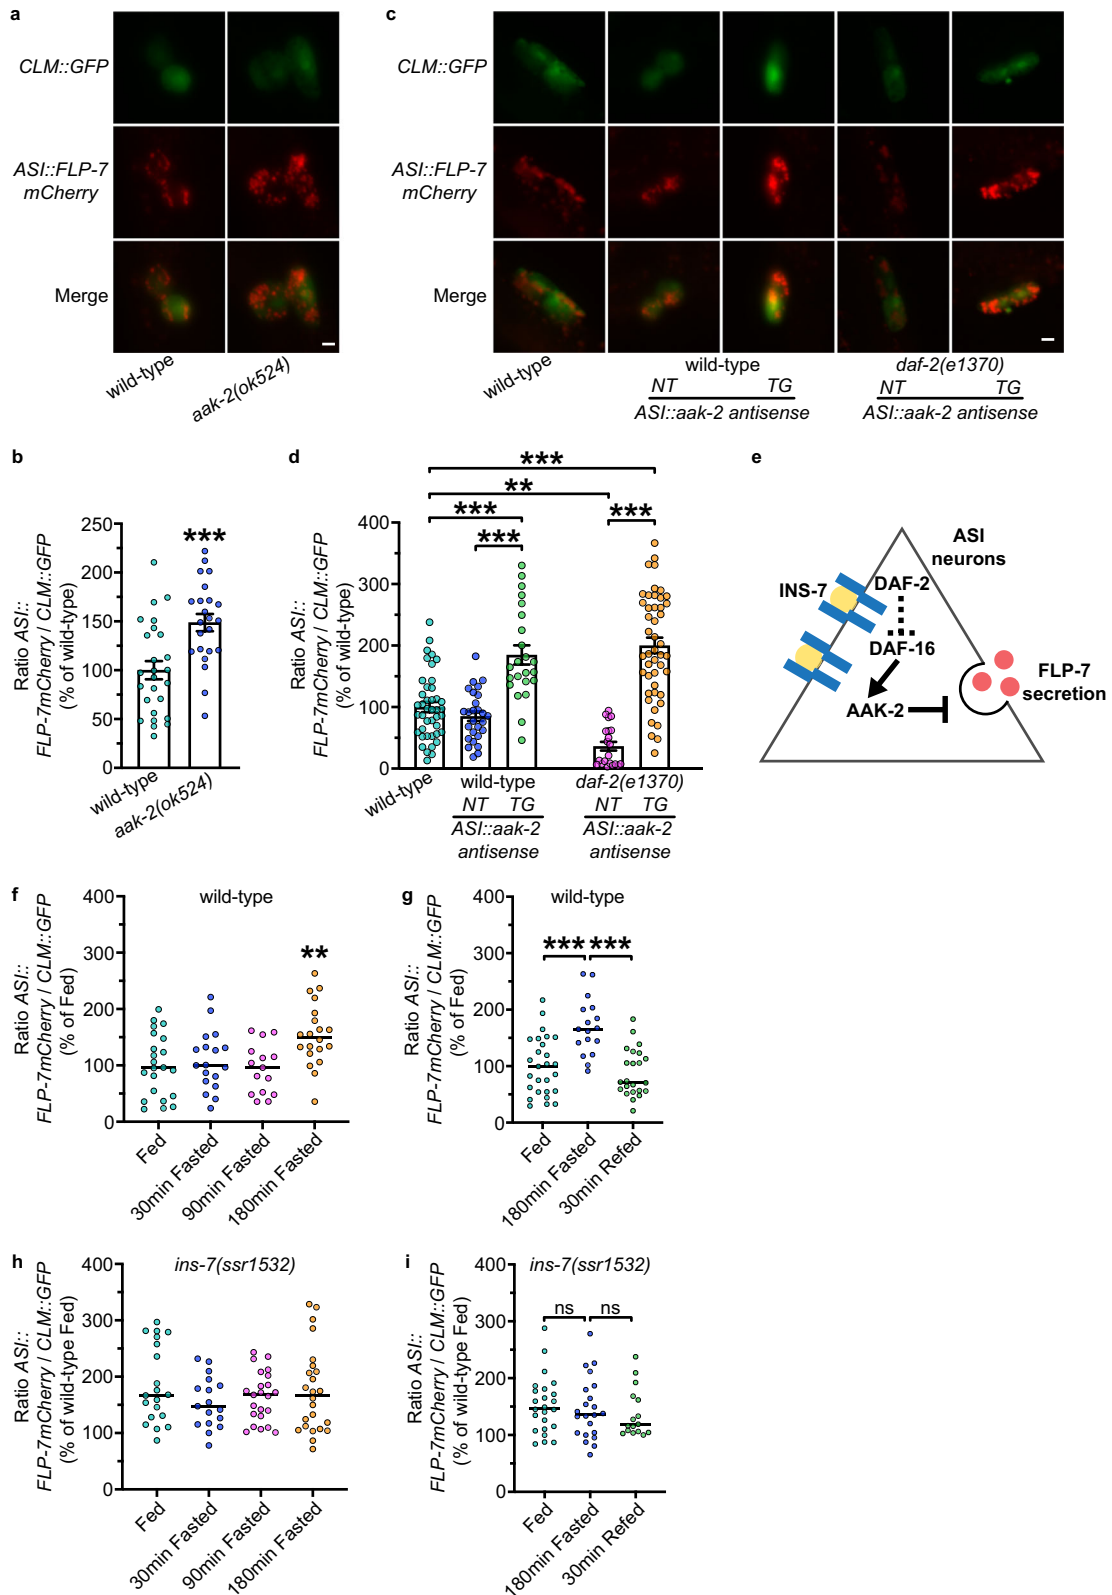 a
CLM::GFP
ASI::FLP-7
mCherry
Merge
wild-type
aak-2(ok524)
c
CLM::GFP
ASI::FLP-7
mCherry
Merge
wild-type
wild-type
NT TG
ASI::aak-2 antisense
daf-2(e1370)
NT TG
ASI::aak-2 antisense
b
Ratio ASI::
FLP-7mCherry / CLM::GFP
(% of wild-type)
250
200
150
100
50
0
***
wild-type
aak-2(ok524)
d
Ratio ASI::
FLP-7mCherry / CLM::GFP
(% of wild-type)
400
300
200
100
0
***
**
***
***
***
wild-type
wild-type
NT TG
ASI::aak-2
antisense
daf-2(e1370)
NT TG
ASI::aak-2
antisense
e
ASI
neurons
INS-7
DAF-2
DAF-16
AAK-2
FLP-7
secretion
f
Ratio ASI::
FLP-7mCherry / CLM::GFP
(% of Fed)
wild-type
400
300
200
100
0
**
Fed
30min Fasted
90min Fasted
180min Fasted
g
Ratio ASI::
FLP-7mCherry / CLM::GFP
(% of Fed)
wild-type
400
300
200
100
0
*** ***
Fed
180min Fasted
30min Refed
h
Ratio ASI::
FLP-7mCherry / CLM::GFP
(% of wild-type Fed)
ins-7(ssr1532)
400
300
200
100
0
Fed
30min Fasted
90min Fasted
180min Fasted
i
Ratio ASI::
FLP-7mCherry / CLM::GFP
(% of wild-type Fed)
ins-7(ssr1532)
400
300
200
100
0
ns ns
Fed
180min Fasted
30min Refed